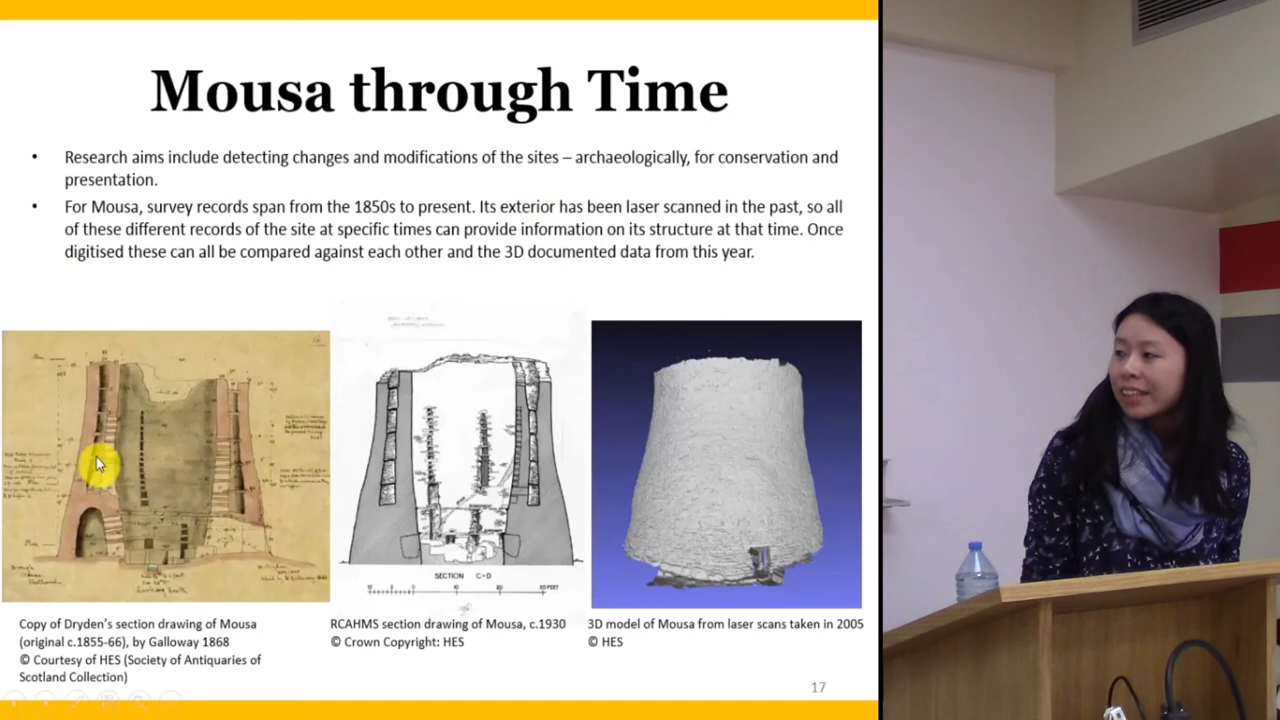 Mousa through Time
• Research aims include detecting changes and modifications of the sites – archaeologically, for conservation and
presentation.
• For Mousa, survey records span from the 1850s to present. Its exterior has been laser scanned in the past, so all
of these different records of the site at specific times can provide information on its structure at that time. Once
digitised these can all be compared against each other and the 3D documented data from this year.
SECTION C-D
Copy of Dryden's section drawing of Mousa
(original c.1855-66), by Galloway 1868
© Courtesy of HES (Society of Antiquaries of
Scotland Collection)
RCAHMS section drawing of Mousa, c.1930
© Crown Copyright: HES
3D model of Mousa from laser scans taken in 2005
© HES
17